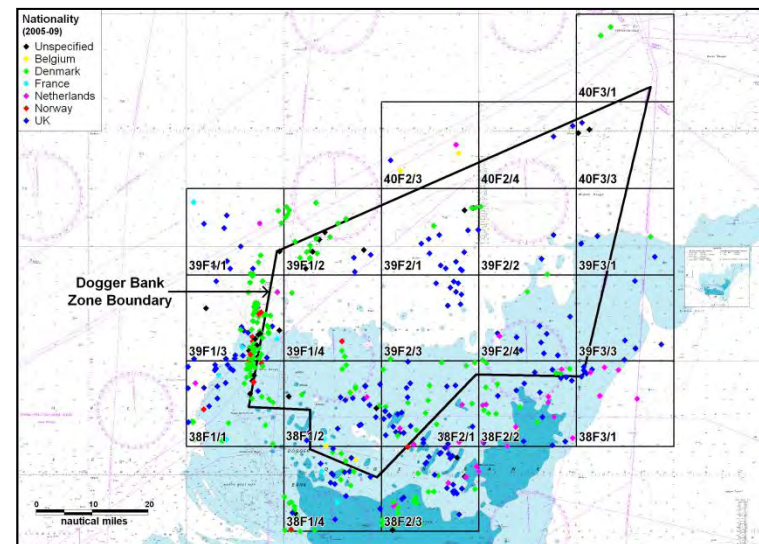 Nationality
(2005-09)
Unspecified
Belgium
Denmark
France
Netherlands
Norway
UK
40F3/1
40F2/3
40F2/4
40F3/3
39F1/1
39F1/2
39F2/1
39F2/2
39F3/1
Dogger Bank
Zone Boundary
39F1/3
39F1/4
39F2/3
39F2/4
39F3/3
38F1/1
38F1/2
38F2/1
38F2/2
38F3/1
0
10
20
nautical miles
38F1/4
38F2/3